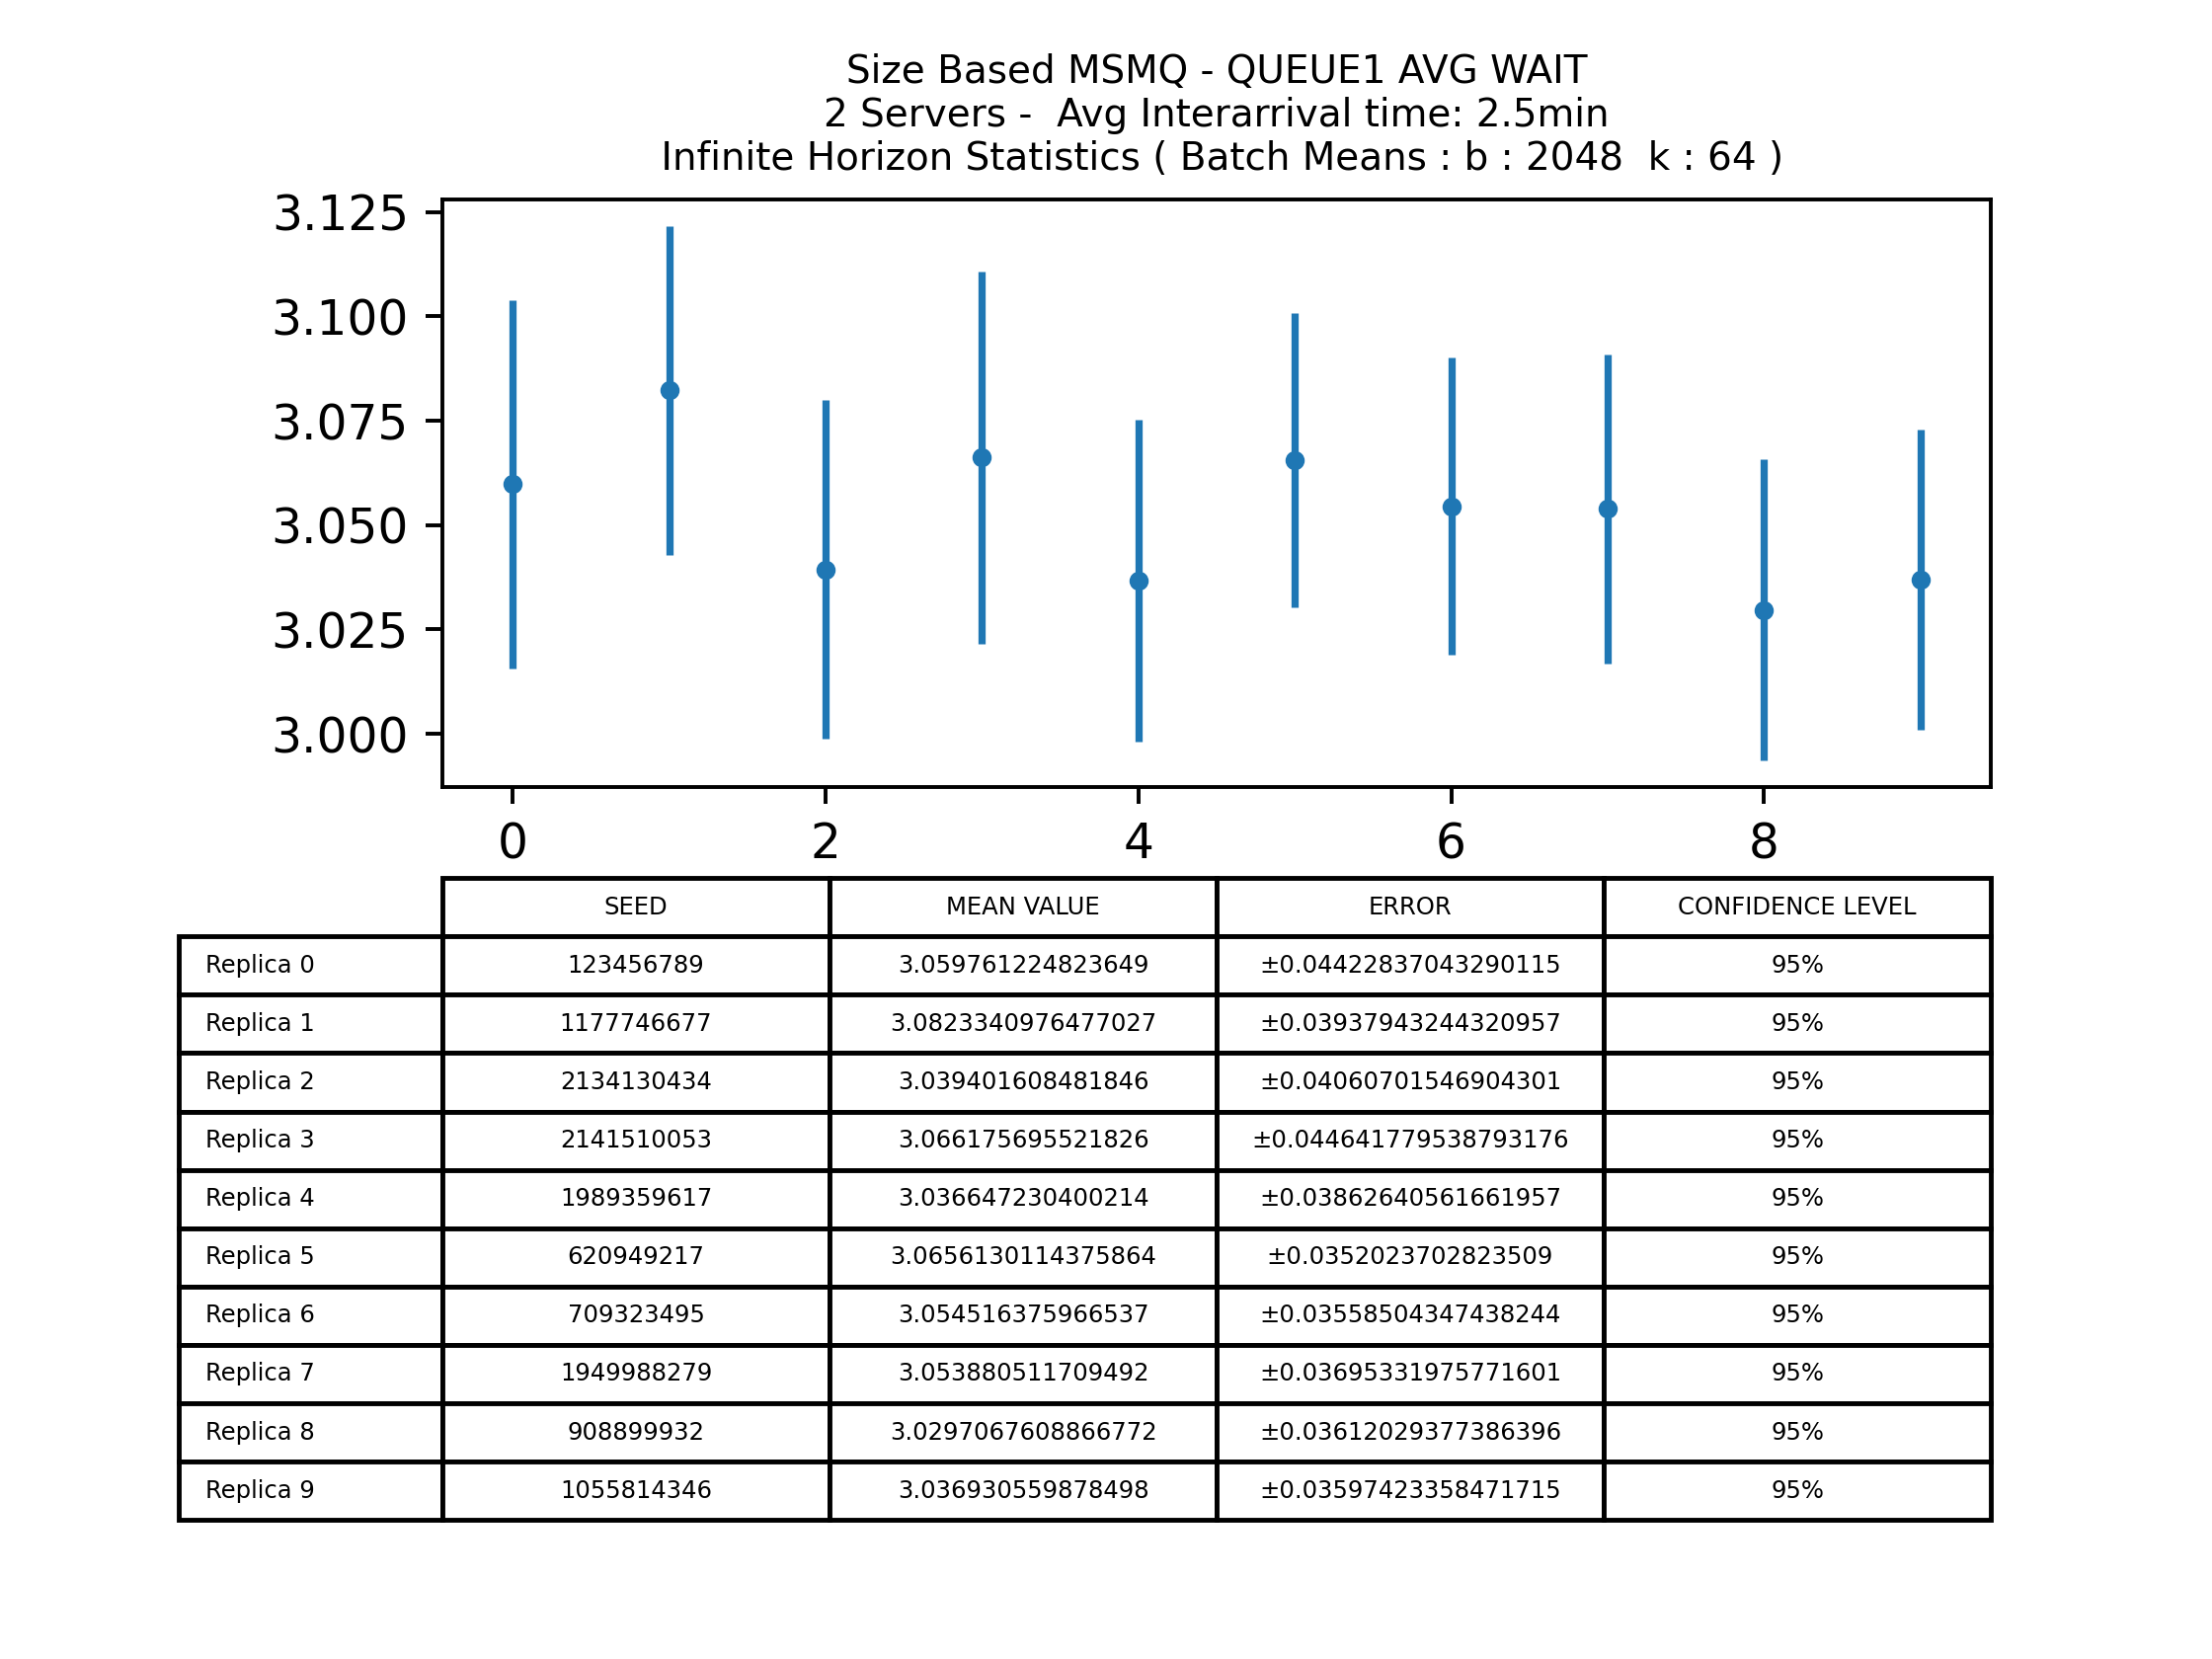 Size Based MSMQ - QUEUE1 AVG WAIT
2 Servers -  Avg Interarrival time: 2.5min
Infinite Horizon Statistics ( Batch Means : b : 2048  k : 64 )
3.125
3.100
3.075
3.050
3.025
3.000
0 2 4 6 8
SEED MEAN VALUE ERROR CONFIDENCE LEVEL
Replica 0 123456789 3.059761224823649 ±0.04422837043290115 95%
Replica 1 1177746677 3.0823340976477027 ±0.03937943244320957 95%
Replica 2 2134130434 3.039401608481846 ±0.04060701546904301 95%
Replica 3 2141510053 3.066175695521826 ±0.044641779538793176 95%
Replica 4 1989359617 3.036647230400214 ±0.03862640561661957 95%
Replica 5 620949217 3.0656130114375864 ±0.0352023702823509 95%
Replica 6 709323495 3.054516375966537 ±0.03558504347438244 95%
Replica 7 1949988279 3.053880511709492 ±0.03695331975771601 95%
Replica 8 908899932 3.0297067608866772 ±0.03612029377386396 95%
Replica 9 1055814346 3.036930559878498 ±0.03597423358471715 95%